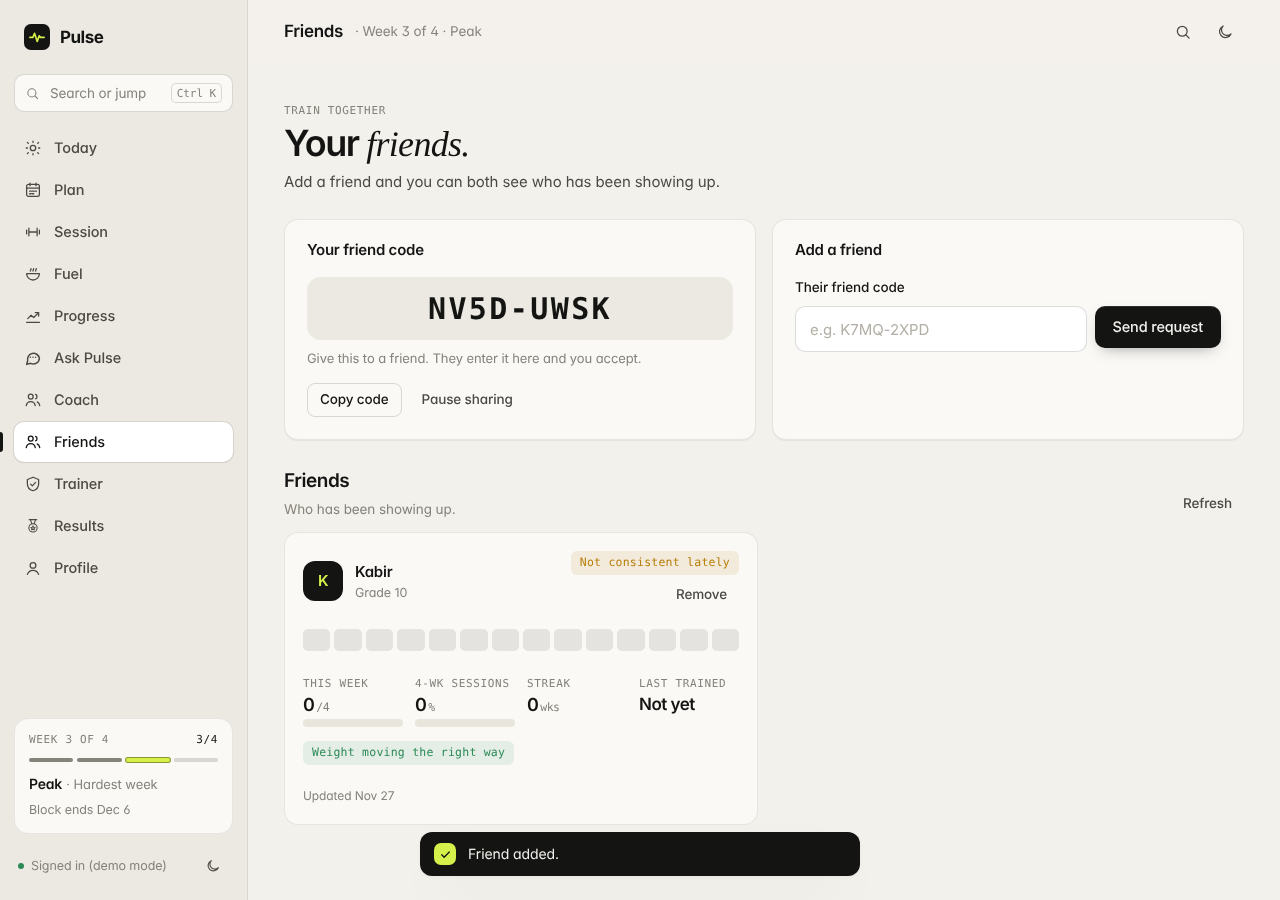 Pulse
Search or jump
Ctrl K
Today
Plan
Session
Fuel
Progress
Ask Pulse
Coach
Friends
Trainer
Results
Profile
WEEK 3 OF 4
3/4
Peak · Hardest week
Block ends Dec 6
Signed in (demo mode)
Friends · Week 3 of 4 · Peak
TRAIN TOGETHER
Your friends.
Add a friend and you can both see who has been showing up.
Your friend code
NV5D-UWSK
Give this to a friend. They enter it here and you accept.
Copy code
Pause sharing
Add a friend
Their friend code
e.g. K7MQ-2XPD
Send request
Friends
Who has been showing up.
Refresh
K
Kabir
Grade 10
Not consistent lately
Remove
THIS WEEK
0/4
4-WK SESSIONS
0%
STREAK
0wks
LAST TRAINED
Not yet
Weight moving the right way
Updated Nov 27
Friend added.